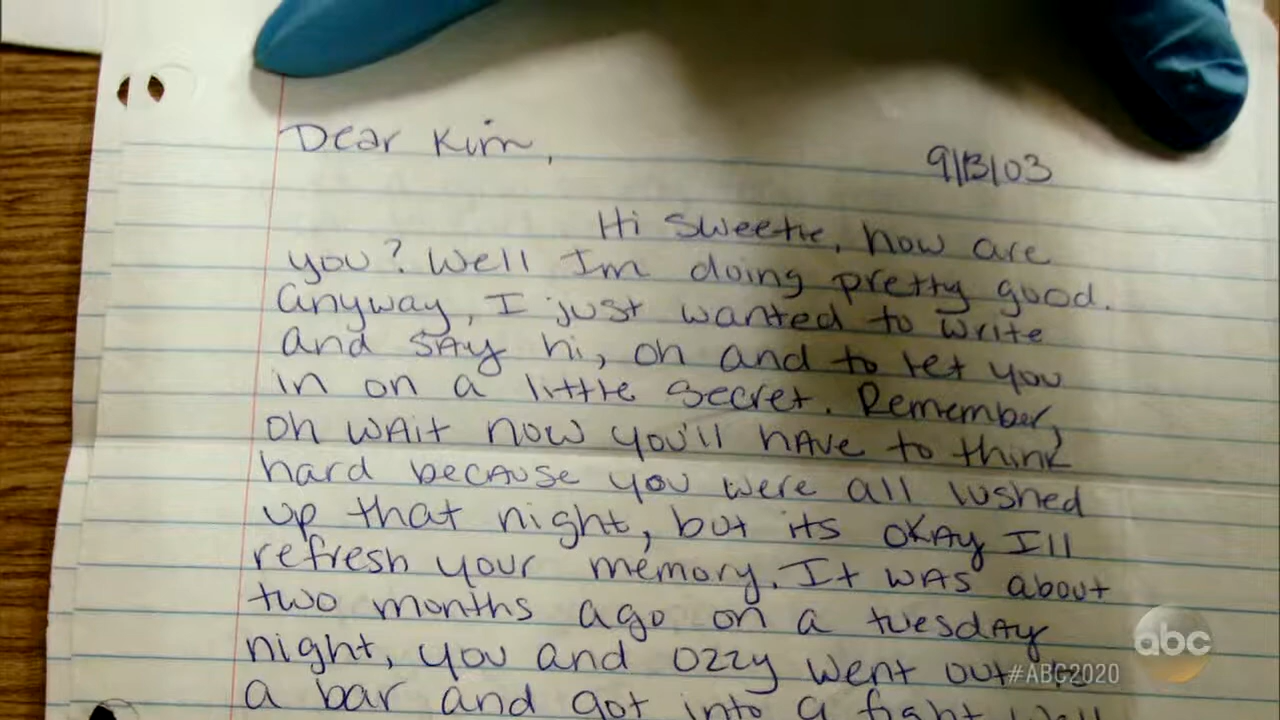 Dear Kim,
9/13/03
Hi Sweetie, how are
you? Well Im doing pretty good.
anyway, I just wanted to write
and SAy hi, oh and to let you
in on a little secret. Remember,
oh wAit now you'll hAve to think
hard becAuse you were all lushed
up that night, but its okAy I'll
refresh your memory. It wAs about
two months ago on a tuesdAy
night, you and Ozzy went out to
a bar and got into a fight well
abc
#ABC2020